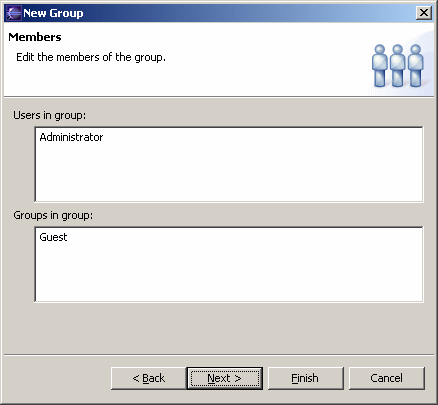 New Group
Members
Edit the members of the group.
Users in group:
Administrator
Groups in group:
Guest
< Back
Next >
Finish
Cancel